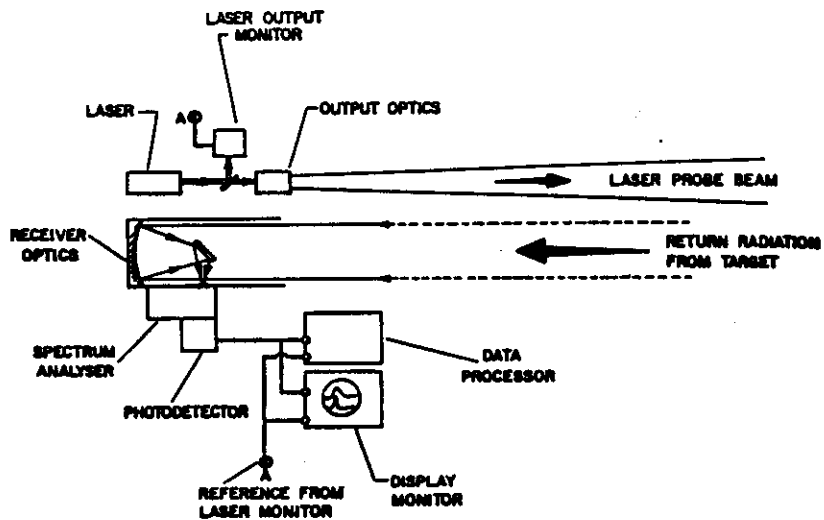 LASER OUTPUT
MONITOR
LASER
A
OUTPUT OPTICS
LASER PROBE BEAM
RECEIVER
OPTICS
RETURN RADIATION
FROM TARGET
SPECTRUM
ANALYSER
PHOTODETECTOR
DATA
PROCESSOR
A
REFERENCE FROM
LASER MONITOR
DISPLAY
MONITOR